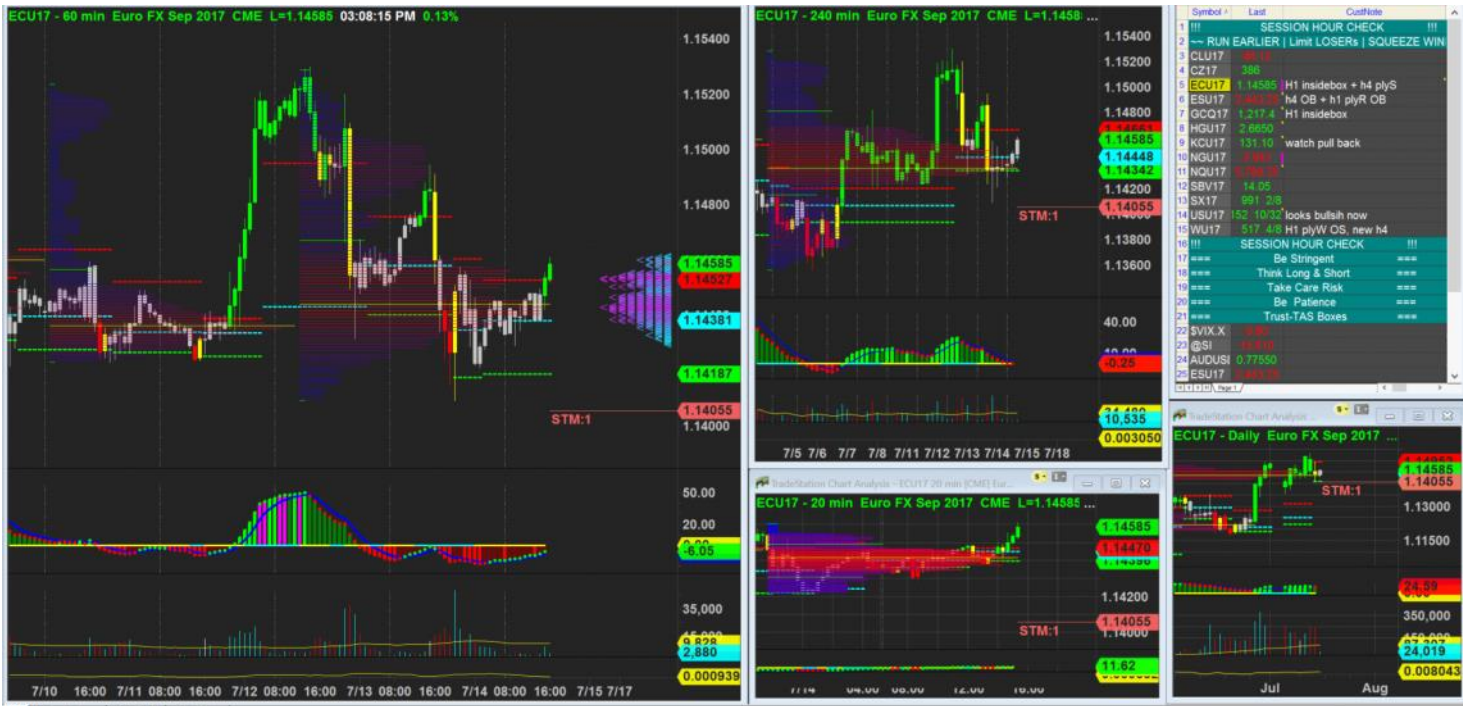 ECU17 - 60 min Euro FX Sep 2017 CME L=1.14585 03:08:15 PM 0.13%
1.15400
1.15200
1.15000
1.14800
1.14585
1.14527
1.14381
1.14187
1.14055
STM:1
1.14000
50.00
20.00
-6.05
35,000
9,828
2,880
0.000939
7/10 16:00 7/11 08:00 16:00 7/12 08:00 16:00 7/13 08:00 16:00 7/14 08:00 16:00 7/15 7/17
ECU17 - 240 min Euro FX Sep 2017 CME L=1.1458: ...
1.15400
1.15200
1.15000
1.14800
1.14585
1.14448
1.14342
1.14200
1.14055
STM:1
1.13800
1.13600
40.00
-0.25
10,535
0.003050
7/5 7/6 7/7 7/8 7/11 7/12 7/13 7/14 7/15 7/18
TradeStation Chart Analysis - ECU17 20 min [CME] Eur...
ECU17 - 20 min Euro FX Sep 2017 CME L=1.14585 ...
1.14585
1.14470
1.14396
1.14200
1.14055
STM:1
1.14000
11.62
7/14 04:00 08:00 12:00 16:00
Symbol Last CustNote
1 !!! SESSION HOUR CHECK !!!
2 ~~ RUN EARLIER | Limit LOSERs | SQUEEZE WIN
3 CLU17
4 CZ17 386
5 ECU17 1.14585 H1 insidebox + h4 plyS
6 ESU17 h4 OB + h1 plyR OB
7 GCQ17 1,217.4 H1 insidebox
8 HGU17 2.6650
9 KCU17 131.10 watch pull back
10 NGU17
11 NQU17
12 SBV17 14.05
13 SX17 991 2/8
14 USU17 152 10/32 looks bullsih now
15 WU17 517 4/8 H1 plyW OS, new h4
16 !!! SESSION HOUR CHECK !!!
17 === Be Stringent ===
18 === Think Long & Short ===
19 === Take Care Risk ===
20 === Be Patience ===
21 === Trust-TAS Boxes ===
22 $VIX.X
23 @SI
24 AUDUSI 0.77550
25 ESU17
Page 1
TradeStation Chart Analysis ...
ECU17 - Daily Euro FX Sep 2017 ...
1.14585
1.14055
STM:1
1.13000
1.11500
24.59
350,000
24,019
0.008043
Jul Aug